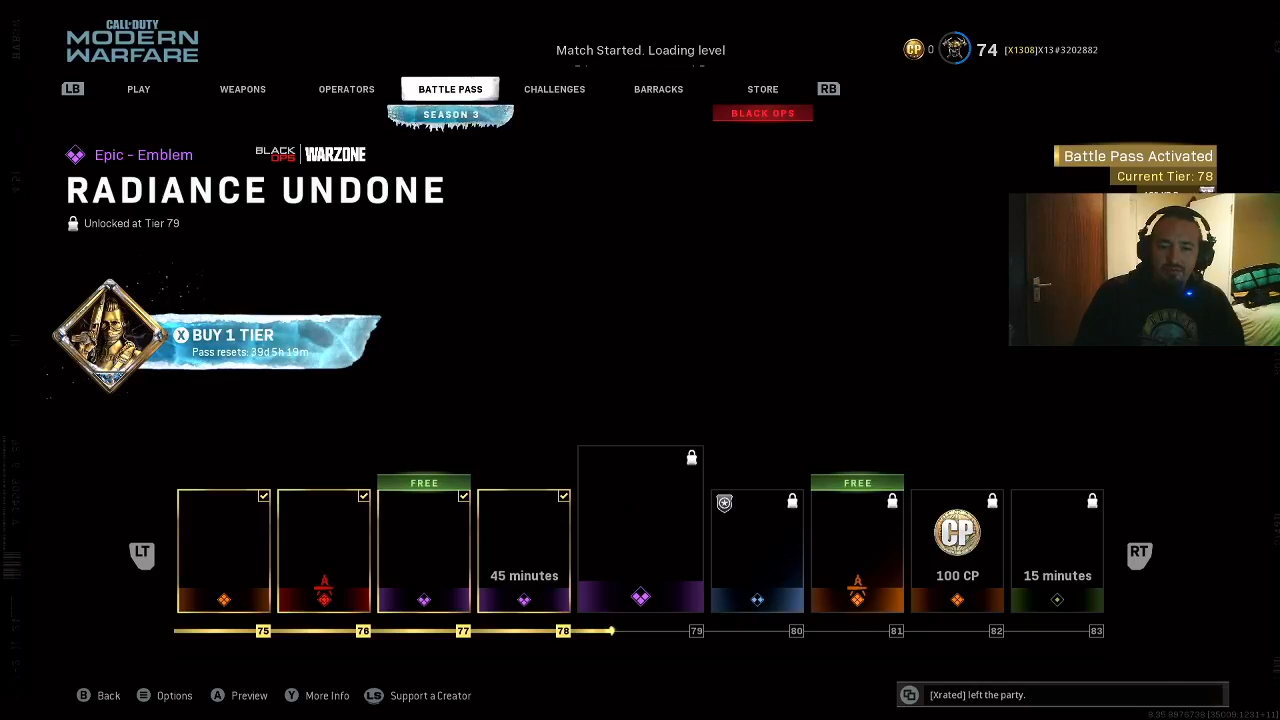 CALL OF DUTY
MODERN
WARFARE
Match Started. Loading level
CP 0
74
[X1308]X13#3202882
LB
PLAY
WEAPONS
OPERATORS
BATTLE PASS
CHALLENGES
BARRACKS
STORE
RB
SEASON 3
BLACK OPS
Epic - Emblem
BLACK OPS
WARZONE
Battle Pass Activated
RADIANCE UNDONE
Current Tier: 78
Unlocked at Tier 79
X BUY 1 TIER
Pass resets: 39d 5h 19m
FREE
FREE
CP
LT
RT
45 minutes
100 CP
15 minutes
75
76
77
78
79
80
81
82
83
B Back
Options
A Preview
Y More Info
LS Support a Creator
[Xrated] left the party.